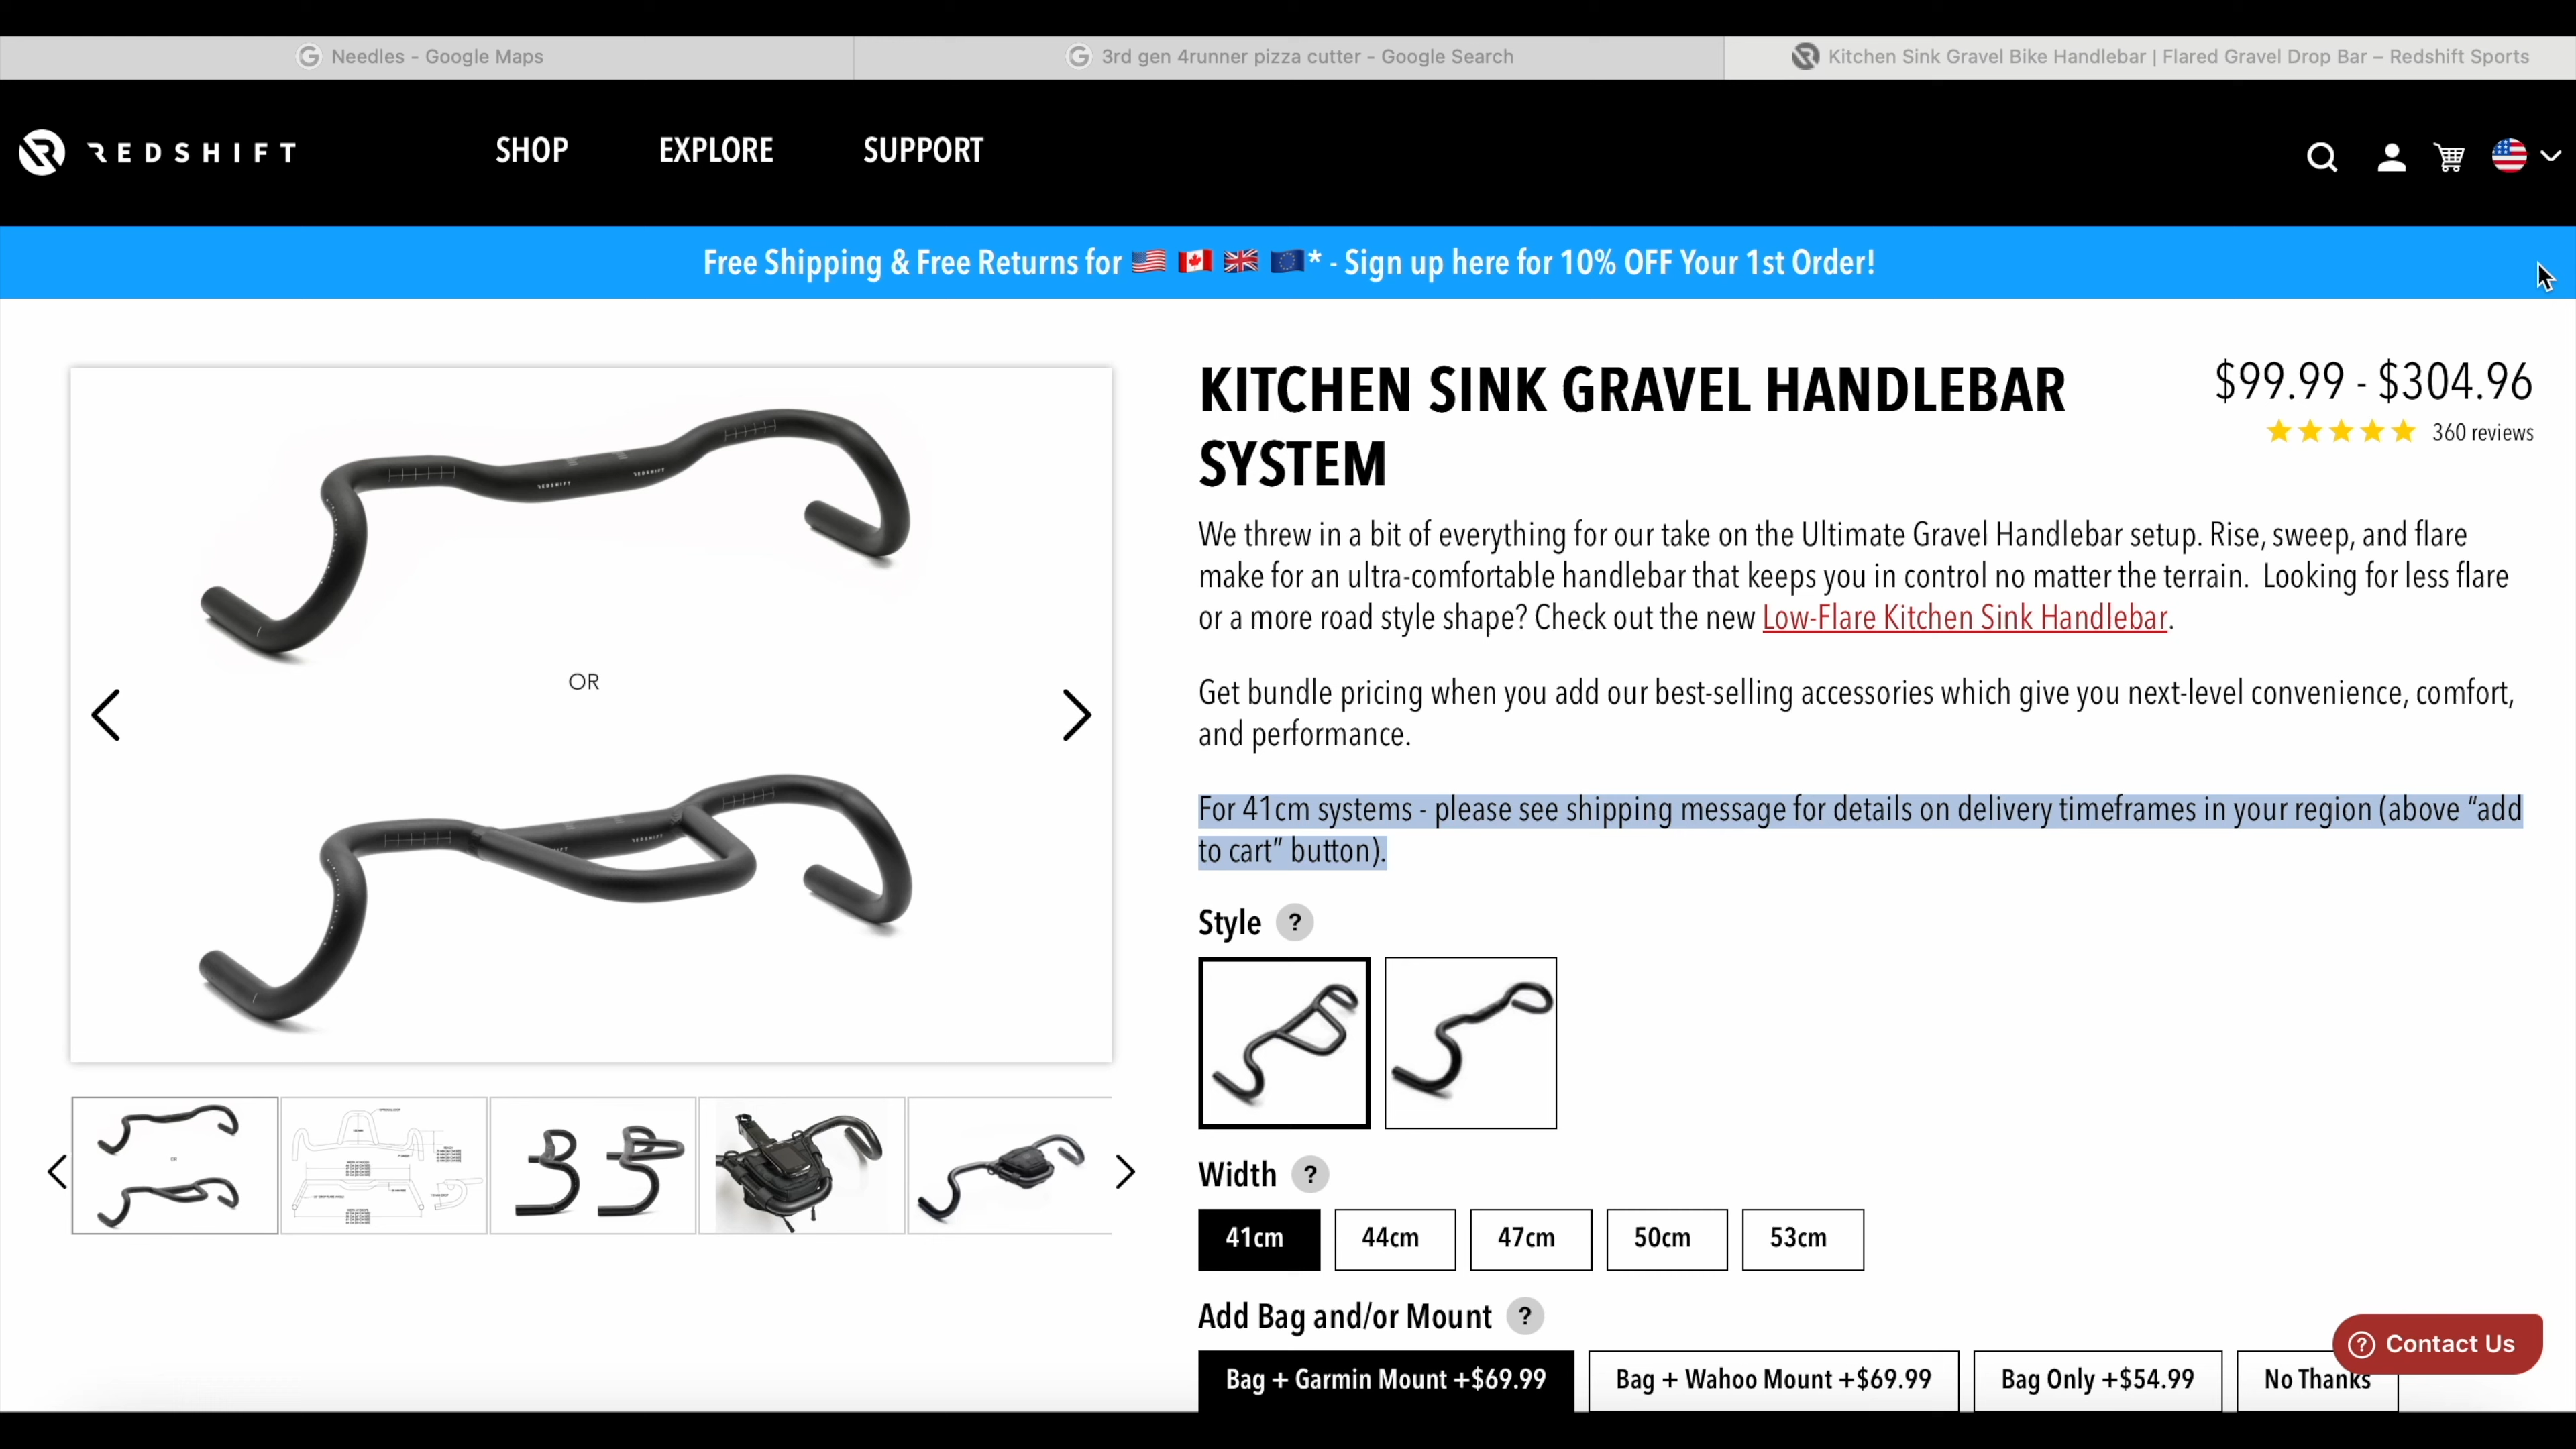 Needles - Google Maps
3rd gen 4runner pizza cutter - Google Search
Kitchen Sink Gravel Bike Handlebar | Flared Gravel Drop Bar – Redshift Sports
REDSHIFT
SHOP
EXPLORE
SUPPORT
Free Shipping & Free Returns for 🇺🇸 🇨🇦 🇬🇧 🇪🇺* - Sign up here for 10% OFF Your 1st Order!
KITCHEN SINK GRAVEL HANDLEBAR
SYSTEM
$99.99 - $304.96
360 reviews
We threw in a bit of everything for our take on the Ultimate Gravel Handlebar setup. Rise, sweep, and flare
make for an ultra-comfortable handlebar that keeps you in control no matter the terrain. Looking for less flare
or a more road style shape? Check out the new Low-Flare Kitchen Sink Handlebar.
Get bundle pricing when you add our best-selling accessories which give you next-level convenience, comfort,
and performance.
For 41cm systems - please see shipping message for details on delivery timeframes in your region (above “add
to cart” button).
REDSHIFT
REDSHIFT
OR
REDSHIFT
Style ?
Width ?
41cm
44cm
47cm
50cm
53cm
Add Bag and/or Mount ?
Bag + Garmin Mount +$69.99
Bag + Wahoo Mount +$69.99
Bag Only +$54.99
No Thanks
? Contact Us
OR